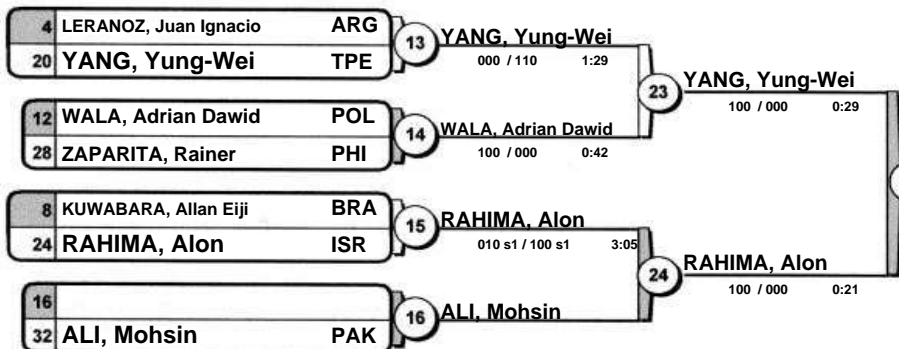 4 LERANOZ, Juan Ignacio ARG
20 YANG, Yung-Wei TPE
13 YANG, Yung-Wei
000 / 110 1:29
12 WALA, Adrian Dawid POL
28 ZAPARITA, Rainer PHI
14 WALA, Adrian Dawid
100 / 000 0:42
23 YANG, Yung-Wei
100 / 000 0:29
8 KUWABARA, Allan Eiji BRA
24 RAHIMA, Alon ISR
15 RAHIMA, Alon
010 s1 / 100 s1 3:05
16
32 ALI, Mohsin PAK
16 ALI, Mohsin
24 RAHIMA, Alon
100 / 000 0:21